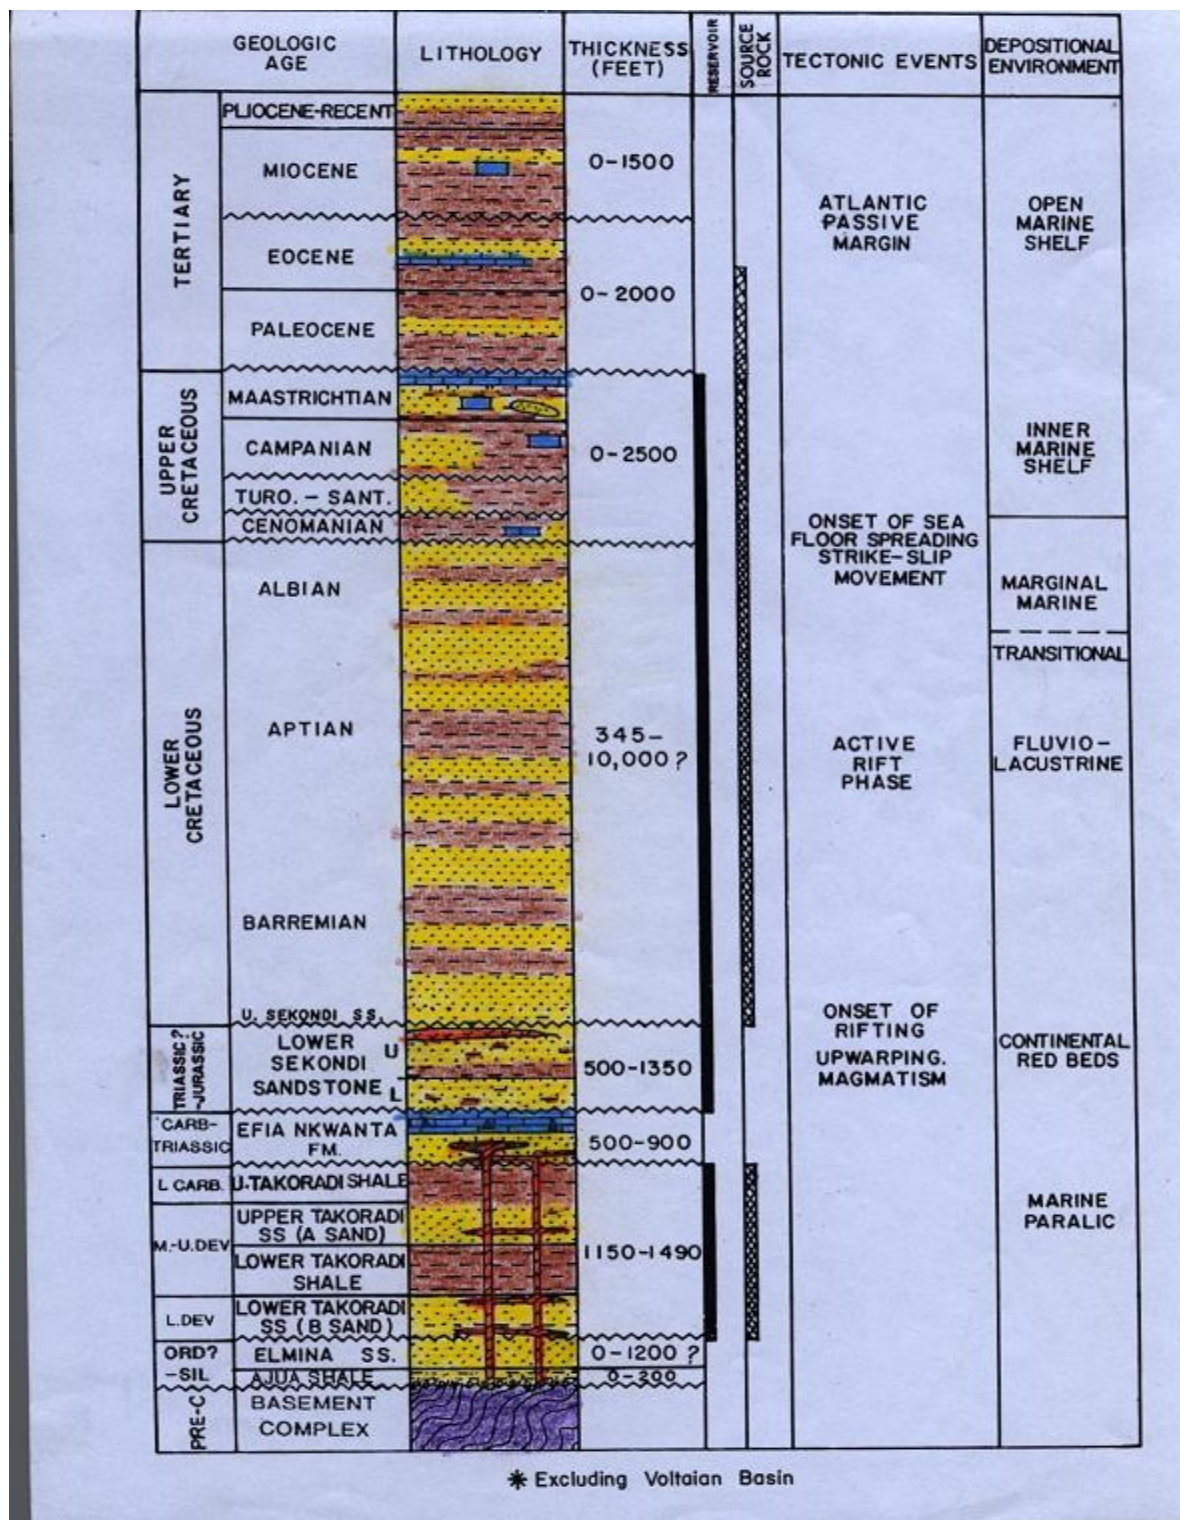 GEOLOGIC
AGE
LITHOLOGY
THICKNESS
(FEET)
RESERVOIR
SOURCE
ROCK
TECTONIC EVENTS
DEPOSITIONAL
ENVIRONMENT
TERTIARY
PLIOCENE-RECENT
MIOCENE
0-1500
EOCENE
PALEOCENE
0-2000
ATLANTIC
PASSIVE
MARGIN
OPEN
MARINE
SHELF
UPPER
CRETACEOUS
MAASTRICHTIAN
CAMPANIAN
TURO. - SANT.
CENOMANIAN
0-2500
INNER
MARINE
SHELF
ONSET OF SEA
FLOOR SPREADING
STRIKE-SLIP
MOVEMENT
MARGINAL
MARINE
TRANSITIONAL
LOWER
CRETACEOUS
ALBIAN
APTIAN
BARREMIAN
U. SEKONDI SS.
345-
10,000 ?
ACTIVE
RIFT
PHASE
FLUVIO-
LACUSTRINE
TRIASSIC?
-JURASSIC
LOWER
SEKONDI
SANDSTONE
U
L
500-1350
ONSET OF
RIFTING
UPWARPING.
MAGMATISM
CONTINENTAL
RED BEDS
CARB-
TRIASSIC
EFIA NKWANTA
FM.
500-900
L CARB.
U.TAKORADI SHALE
M.-U.DEV
UPPER TAKORADI
SS (A SAND)
LOWER TAKORADI
SHALE
1150-1490
MARINE
PARALIC
L.DEV
LOWER TAKORADI
SS (B SAND)
ORD?
-SIL
ELMINA SS.
0-1200 ?
AJUA SHALE
0-200
PRE-C
BASEMENT
COMPLEX
* Excluding Voltaian Basin